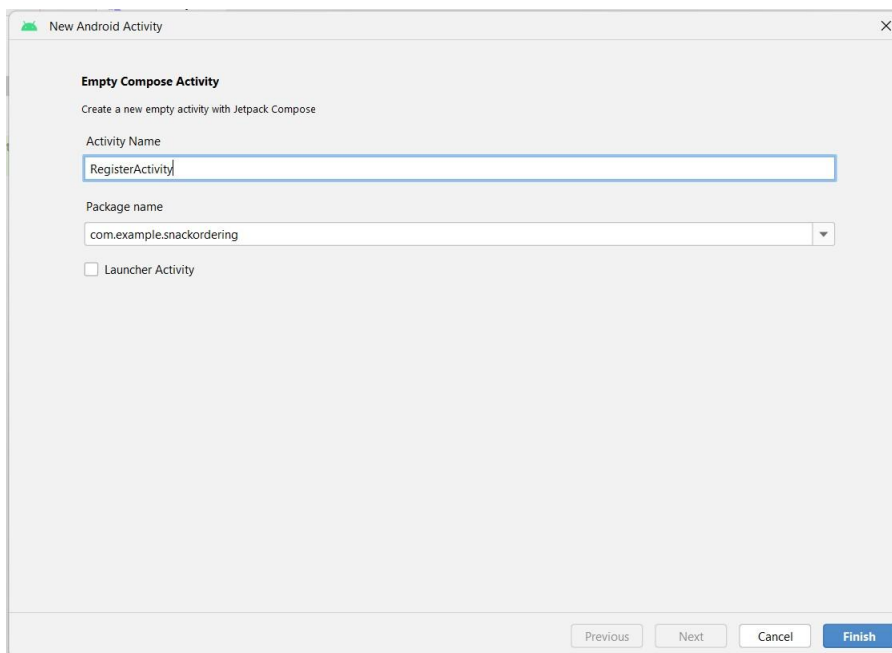 New Android Activity
Empty Compose Activity
Create a new empty activity with Jetpack Compose
Activity Name
RegisterActivity
Package name
com.example.snackordering
Launcher Activity
Previous Next Cancel Finish